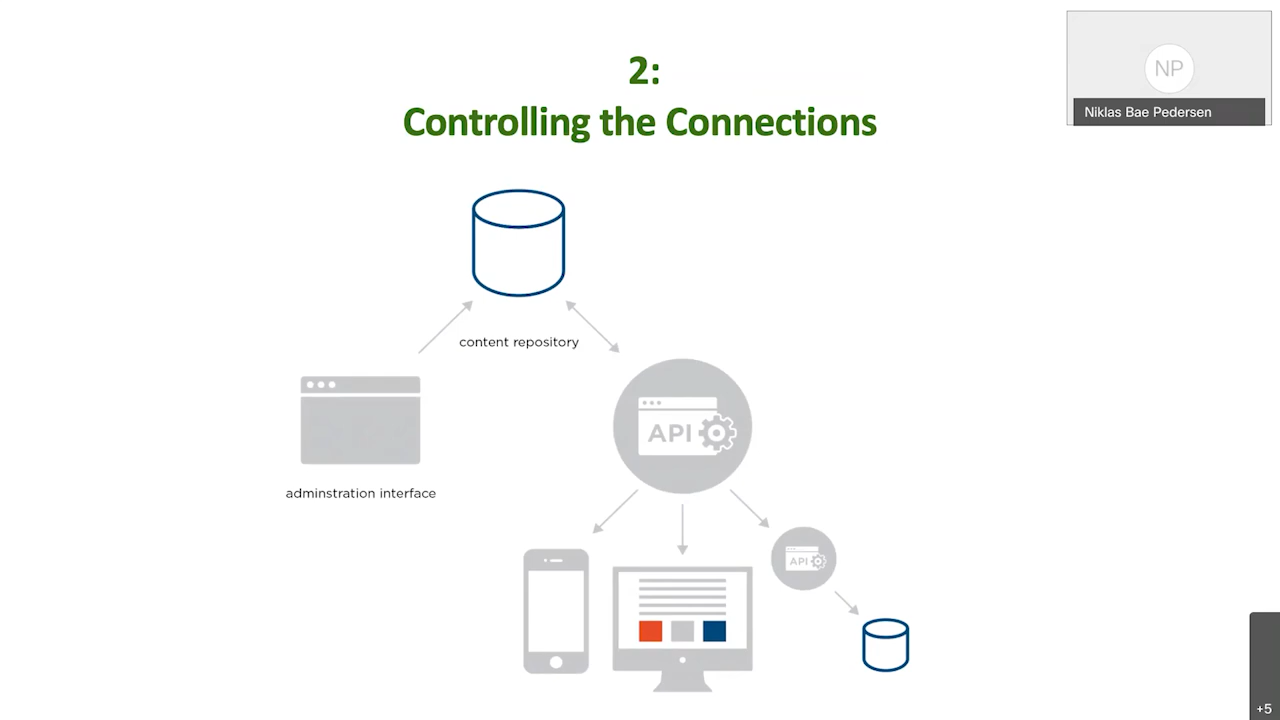 2:
Controlling the Connections
NP
Niklas Bae Pedersen
content repository
API
adminstration interface
API
+5